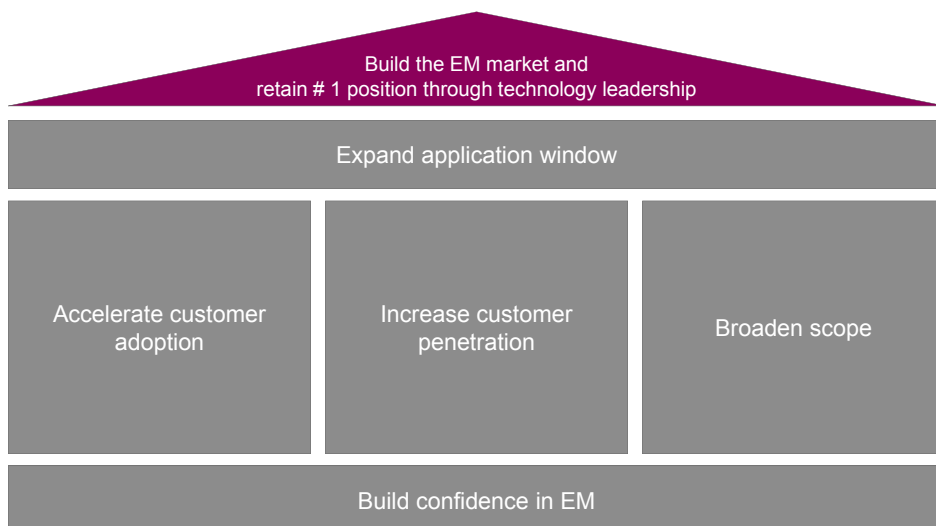 Build the EM market and
retain # 1 position through technology leadership
Expand application window
Accelerate customer
adoption
Increase customer
penetration
Broaden scope
Build confidence in EM